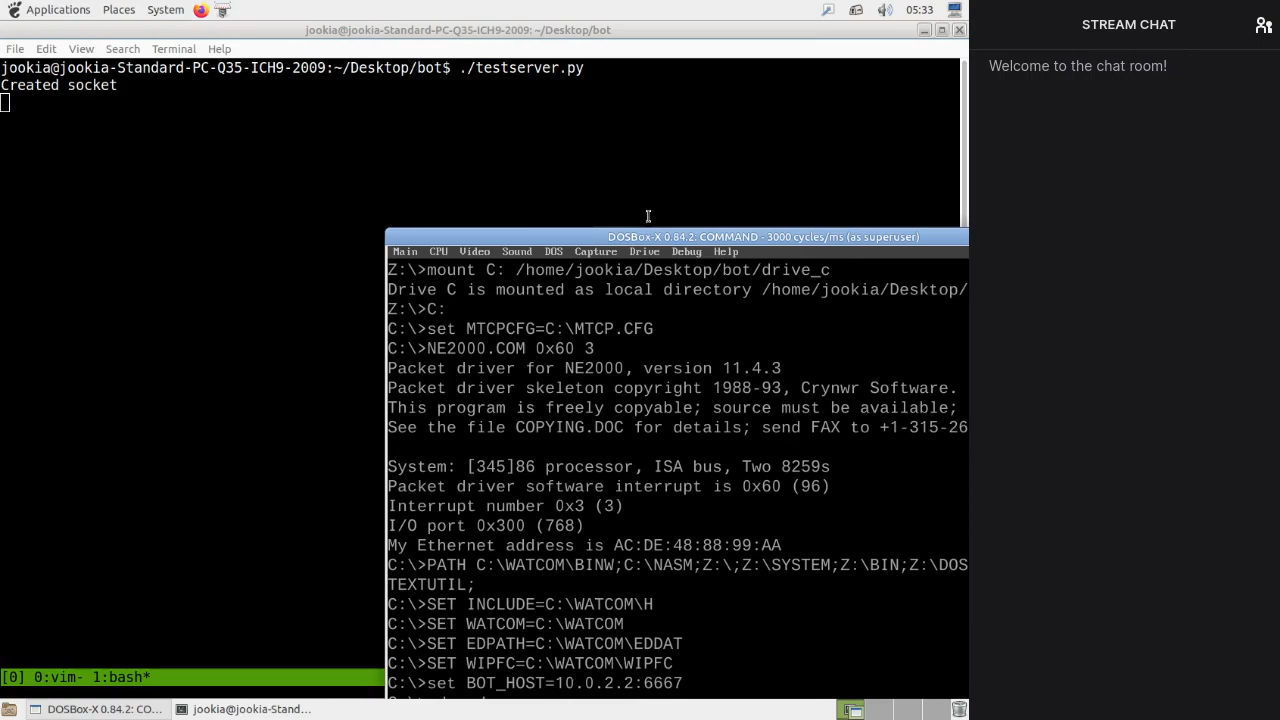 Applications Places System 05:33
jookia@jookia-Standard-PC-Q35-ICH9-2009: ~/Desktop/bot
File Edit View Search Terminal Help
jookia@jookia-Standard-PC-Q35-ICH9-2009:~/Desktop/bot$ ./testserver.py
Created socket
DOSBox-X 0.84.2: COMMAND - 3000 cycles/ms (as superuser)
Main CPU Video Sound DOS Capture Drive Debug Help
Z:\>mount C: /home/jookia/Desktop/bot/drive_c
Drive C is mounted as local directory /home/jookia/Desktop/
Z:\>C:
C:\>set MTCPCFG=C:\MTCP.CFG
C:\>NE2000.COM 0x60 3
Packet driver for NE2000, version 11.4.3
Packet driver skeleton copyright 1988-93, Crynwr Software.
This program is freely copyable; source must be available;
See the file COPYING.DOC for details; send FAX to +1-315-26
System: [345]86 processor, ISA bus, Two 8259s
Packet driver software interrupt is 0x60 (96)
Interrupt number 0x3 (3)
I/O port 0x300 (768)
My Ethernet address is AC:DE:48:88:99:AA
C:\>PATH C:\WATCOM\BINW;C:\NASM;Z:\;Z:\SYSTEM;Z:\BIN;Z:\DOS
TEXTUTIL;
C:\>SET INCLUDE=C:\WATCOM\H
C:\>SET WATCOM=C:\WATCOM
C:\>SET EDPATH=C:\WATCOM\EDDAT
C:\>SET WIPFC=C:\WATCOM\WIPFC
C:\>set BOT_HOST=10.0.2.2:6667
[0] 0:vim- 1:bash*
DOSBox-X 0.84.2: CO... jookia@jookia-Stand...
STREAM CHAT
Welcome to the chat room!